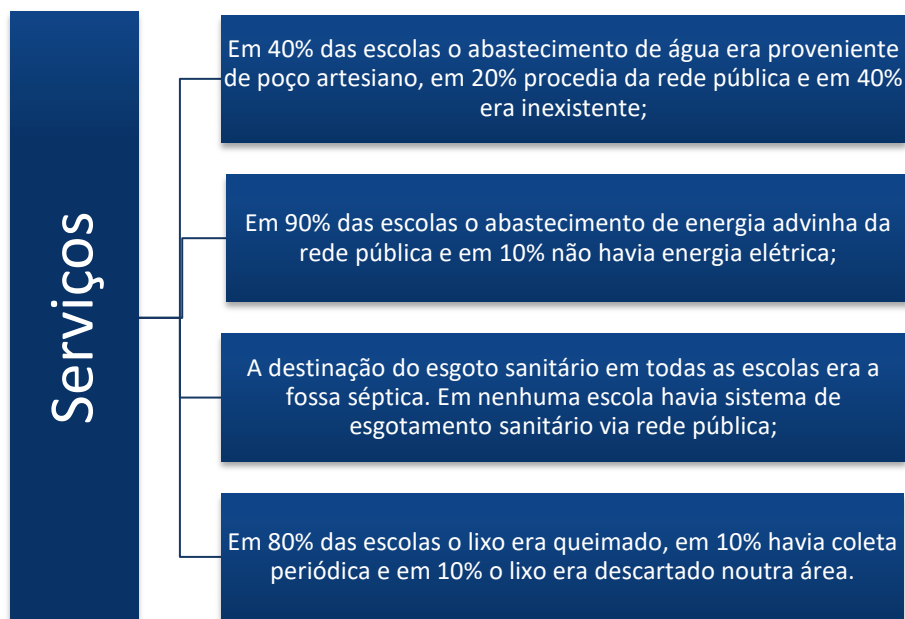 Serviços
Em 40% das escolas o abastecimento de água era proveniente
de poço artesiano, em 20% procedia da rede pública e em 40%
era inexistente;
Em 90% das escolas o abastecimento de energia advinha da
rede pública e em 10% não havia energia elétrica;
A destinação do esgoto sanitário em todas as escolas era a
fossa séptica. Em nenhuma escola havia sistema de
esgotamento sanitário via rede pública;
Em 80% das escolas o lixo era queimado, em 10% havia coleta
periódica e em 10% o lixo era descartado noutra área.